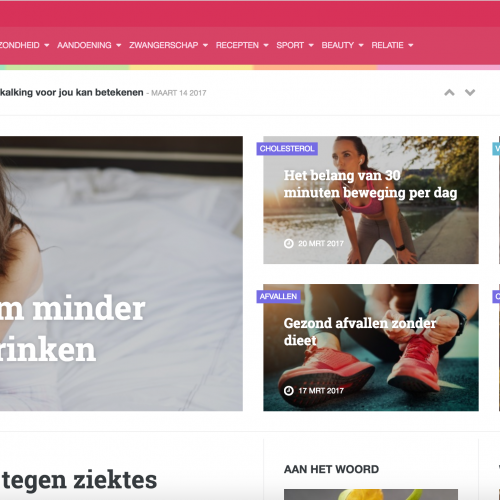 ZONDHEID AANDOENING ZWANGERSCHAP RECEPTEN SPORT BEAUTY RELATIE
kalking voor jou kan betekenen - MAART 14 2017
CHOLESTEROL
Het belang van 30
minuten beweging per dag
20 MRT 2017
m minder
rinken
AFVALLEN
Gezond afvallen zonder
dieet
17 MRT 2017
tegen ziektes
AAN HET WOORD